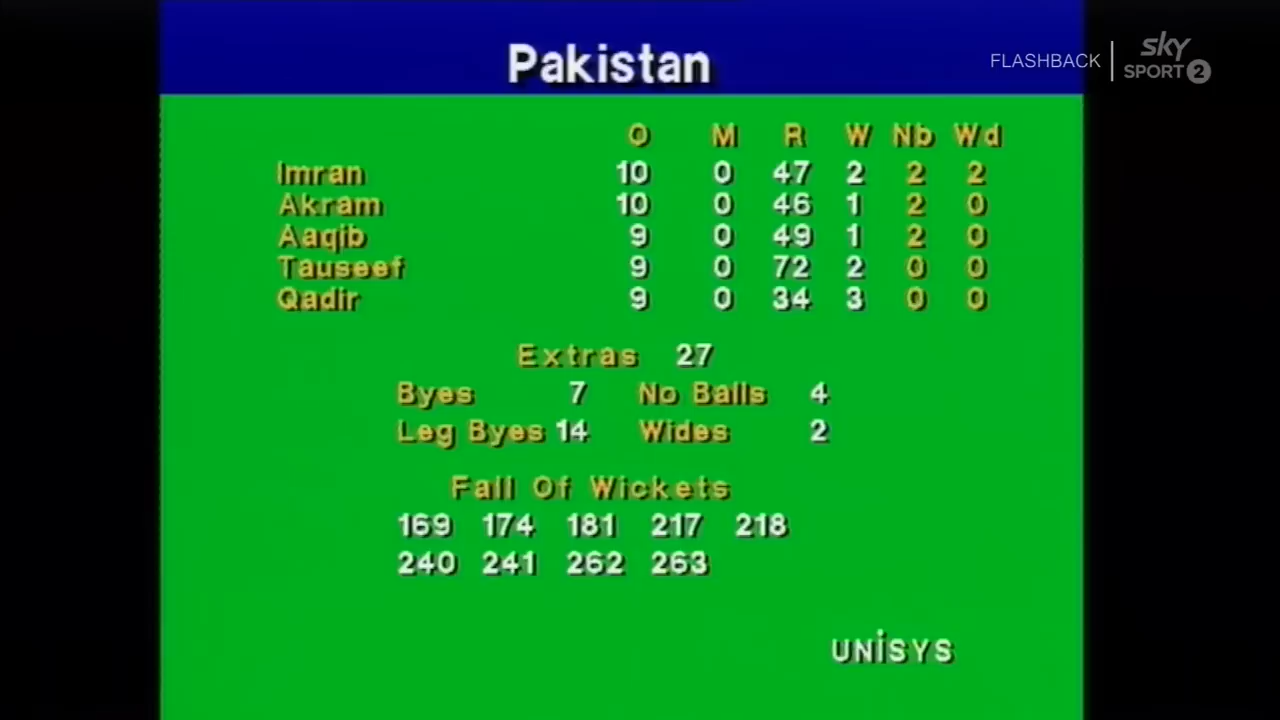 Pakistan
FLASHBACK
sky
SPORT 2
O M R W Nb Wd
Imran 10 0 47 2 2 2
Akram 10 0 46 1 2 0
Aaqib 9 0 49 1 2 0
Tauseef 9 0 72 2 0 0
Qadir 9 0 34 3 0 0
Extras 27
Byes 7 No Balls 4
Leg Byes 14 Wides 2
Fall Of Wickets
169 174 181 217 218
240 241 262 263
UNiSYS